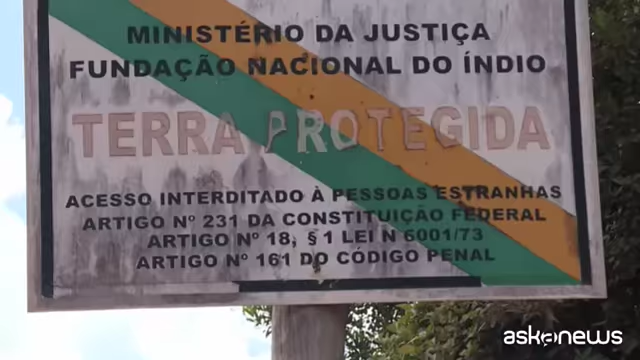 MINISTÉRIO DA JUSTIÇA
FUNDAÇÃO NACIONAL DO ÍNDIO
TERRA PROTEGIDA
ACESSO INTERDITADO À PESSOAS ESTRANHAS
ARTIGO Nº 231 DA CONSTITUIÇÃO FEDERAL
ARTIGO Nº 18, § 1 LEI N 6001/73
ARTIGO Nº 161 DO CÓDIGO PENAL
askanews